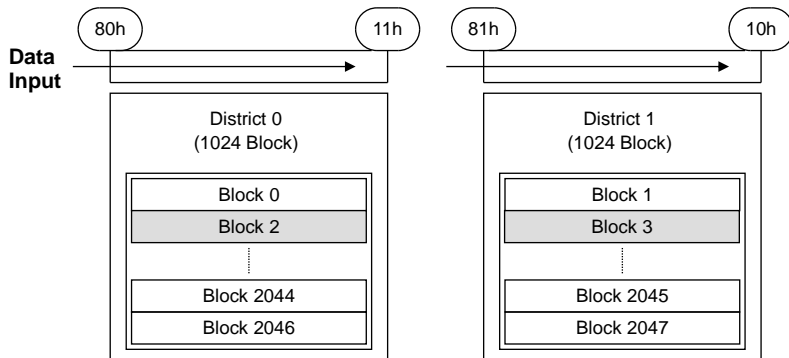 80h 11h 81h 10h
Data
Input
District 0
(1024 Block)
Block 0
Block 2
Block 2044
Block 2046
District 1
(1024 Block)
Block 1
Block 3
Block 2045
Block 2047